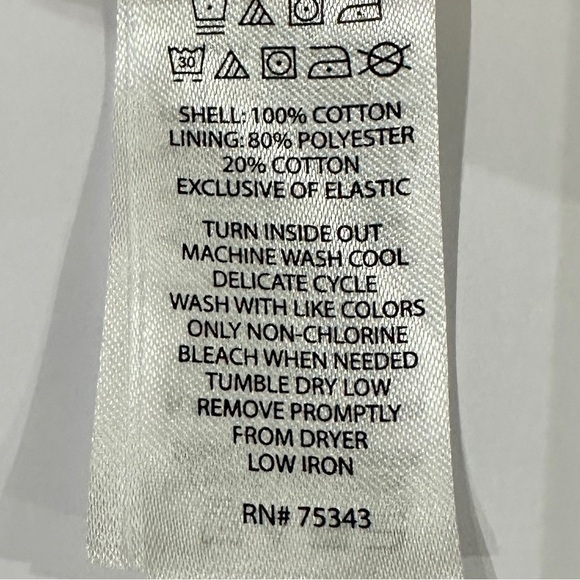 30
SHELL: 100% COTTON
LINING: 80% POLYESTER
20% COTTON
EXCLUSIVE OF ELASTIC
TURN INSIDE OUT
MACHINE WASH COOL
DELICATE CYCLE
WASH WITH LIKE COLORS
ONLY NON-CHLORINE
BLEACH WHEN NEEDED
TUMBLE DRY LOW
REMOVE PROMPTLY
FROM DRYER
LOW IRON
RN# 75343